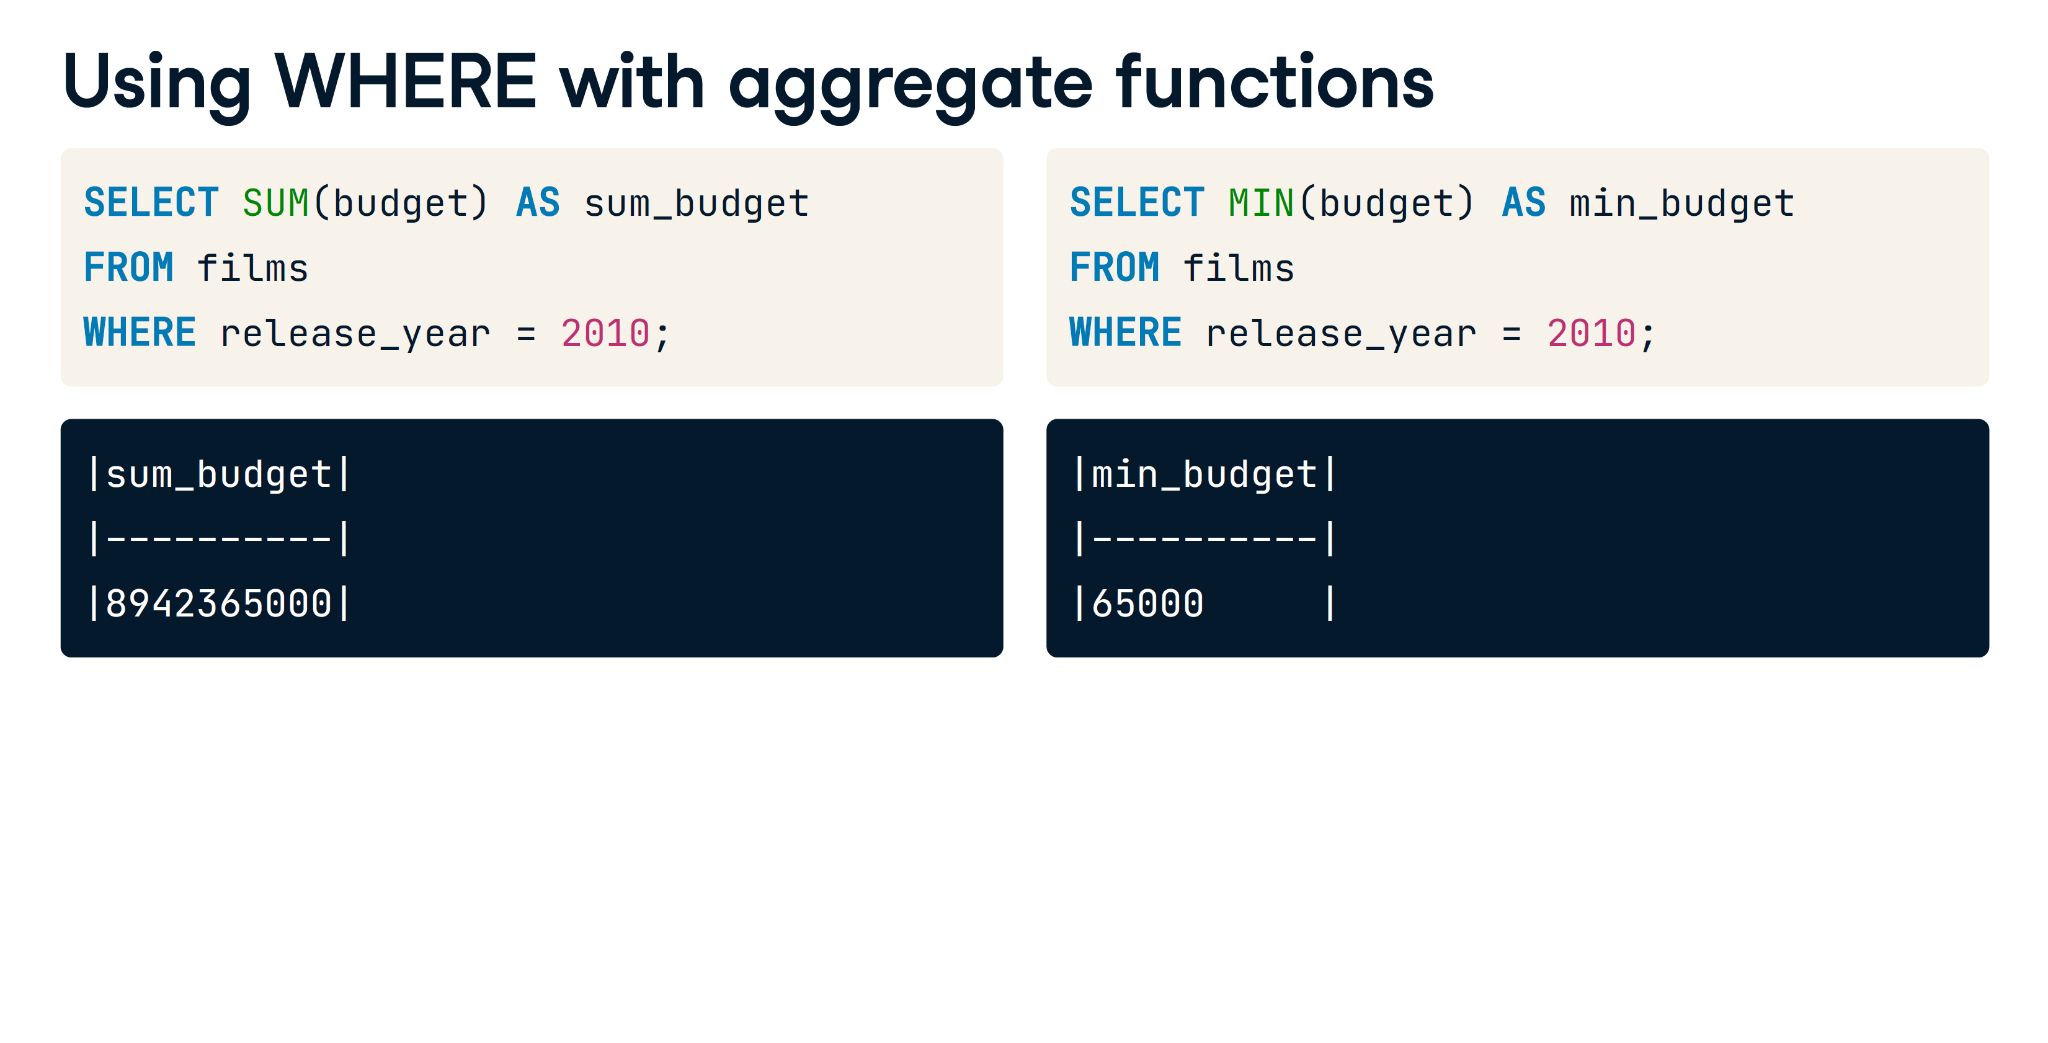 Using WHERE with aggregate functions
SELECT SUM(budget) AS sum_budget
FROM films
WHERE release_year = 2010;
|sum_budget|
|----------|
|8942365000|
SELECT MIN(budget) AS min_budget
FROM films
WHERE release_year = 2010;
|min_budget|
|----------|
|65000     |